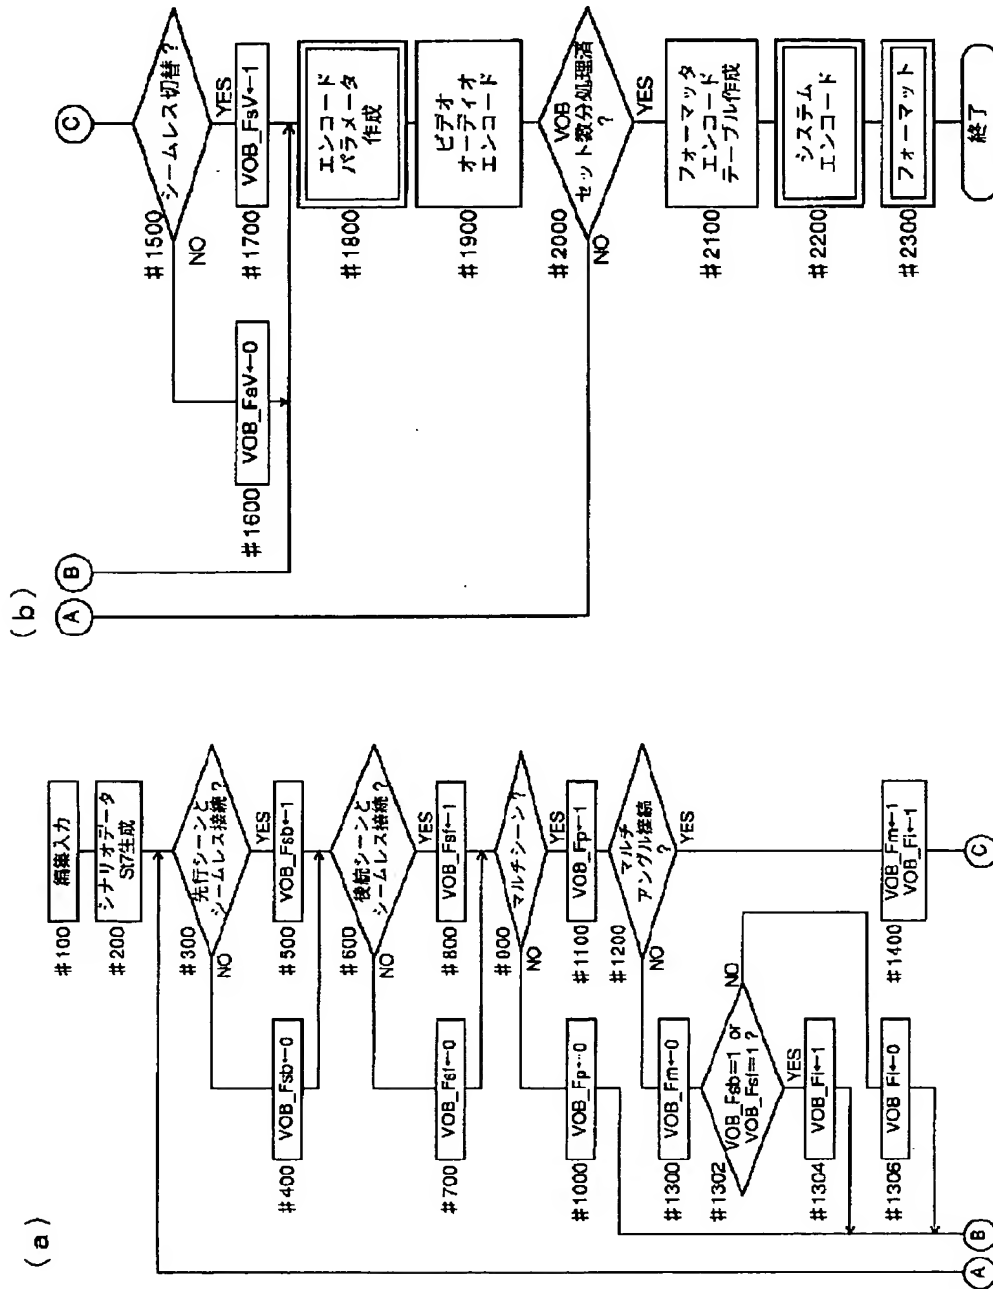 (a)
#100
編集入力
#200
シナリオデータ
St7生成
#300
先行シーンと
シームレス接続?
NO
YES
#400
VOB_Fsb←0
#500
VOB_Fsb←1
#600
後続シーンと
シームレス接続?
NO
YES
#700
VOB_Fsf←0
#800
VOB_Fsf←1
#900
マルチシーン?
NO
YES
#1000
VOB_Fp←0
#1100
VOB_Fp←1
#1200
マルチ
アングル接続
?
NO
YES
#1300
VOB_Fm←0
#1302
VOB_Fsb=1 or
VOB_Fsf=1?
NO
YES
#1304
VOB_Fi←1
#1306
VOB Fi←0
#1400
VOB_Fm←1
VOB_Fi←1
A
B
C
(b)
A
B
C
#1500
シームレス切替?
NO
YES
#1600
VOB_FsV←0
#1700
VOB_FsV←1
#1800
エンコード
パラメータ
作成
#1900
ビデオ
オーディオ
エンコード
#2000
VOB
セット数分処理済
?
NO
YES
#2100
フォーマッタ
エンコード
テーブル作成
#2200
システム
エンコード
#2300
フォーマット
終了